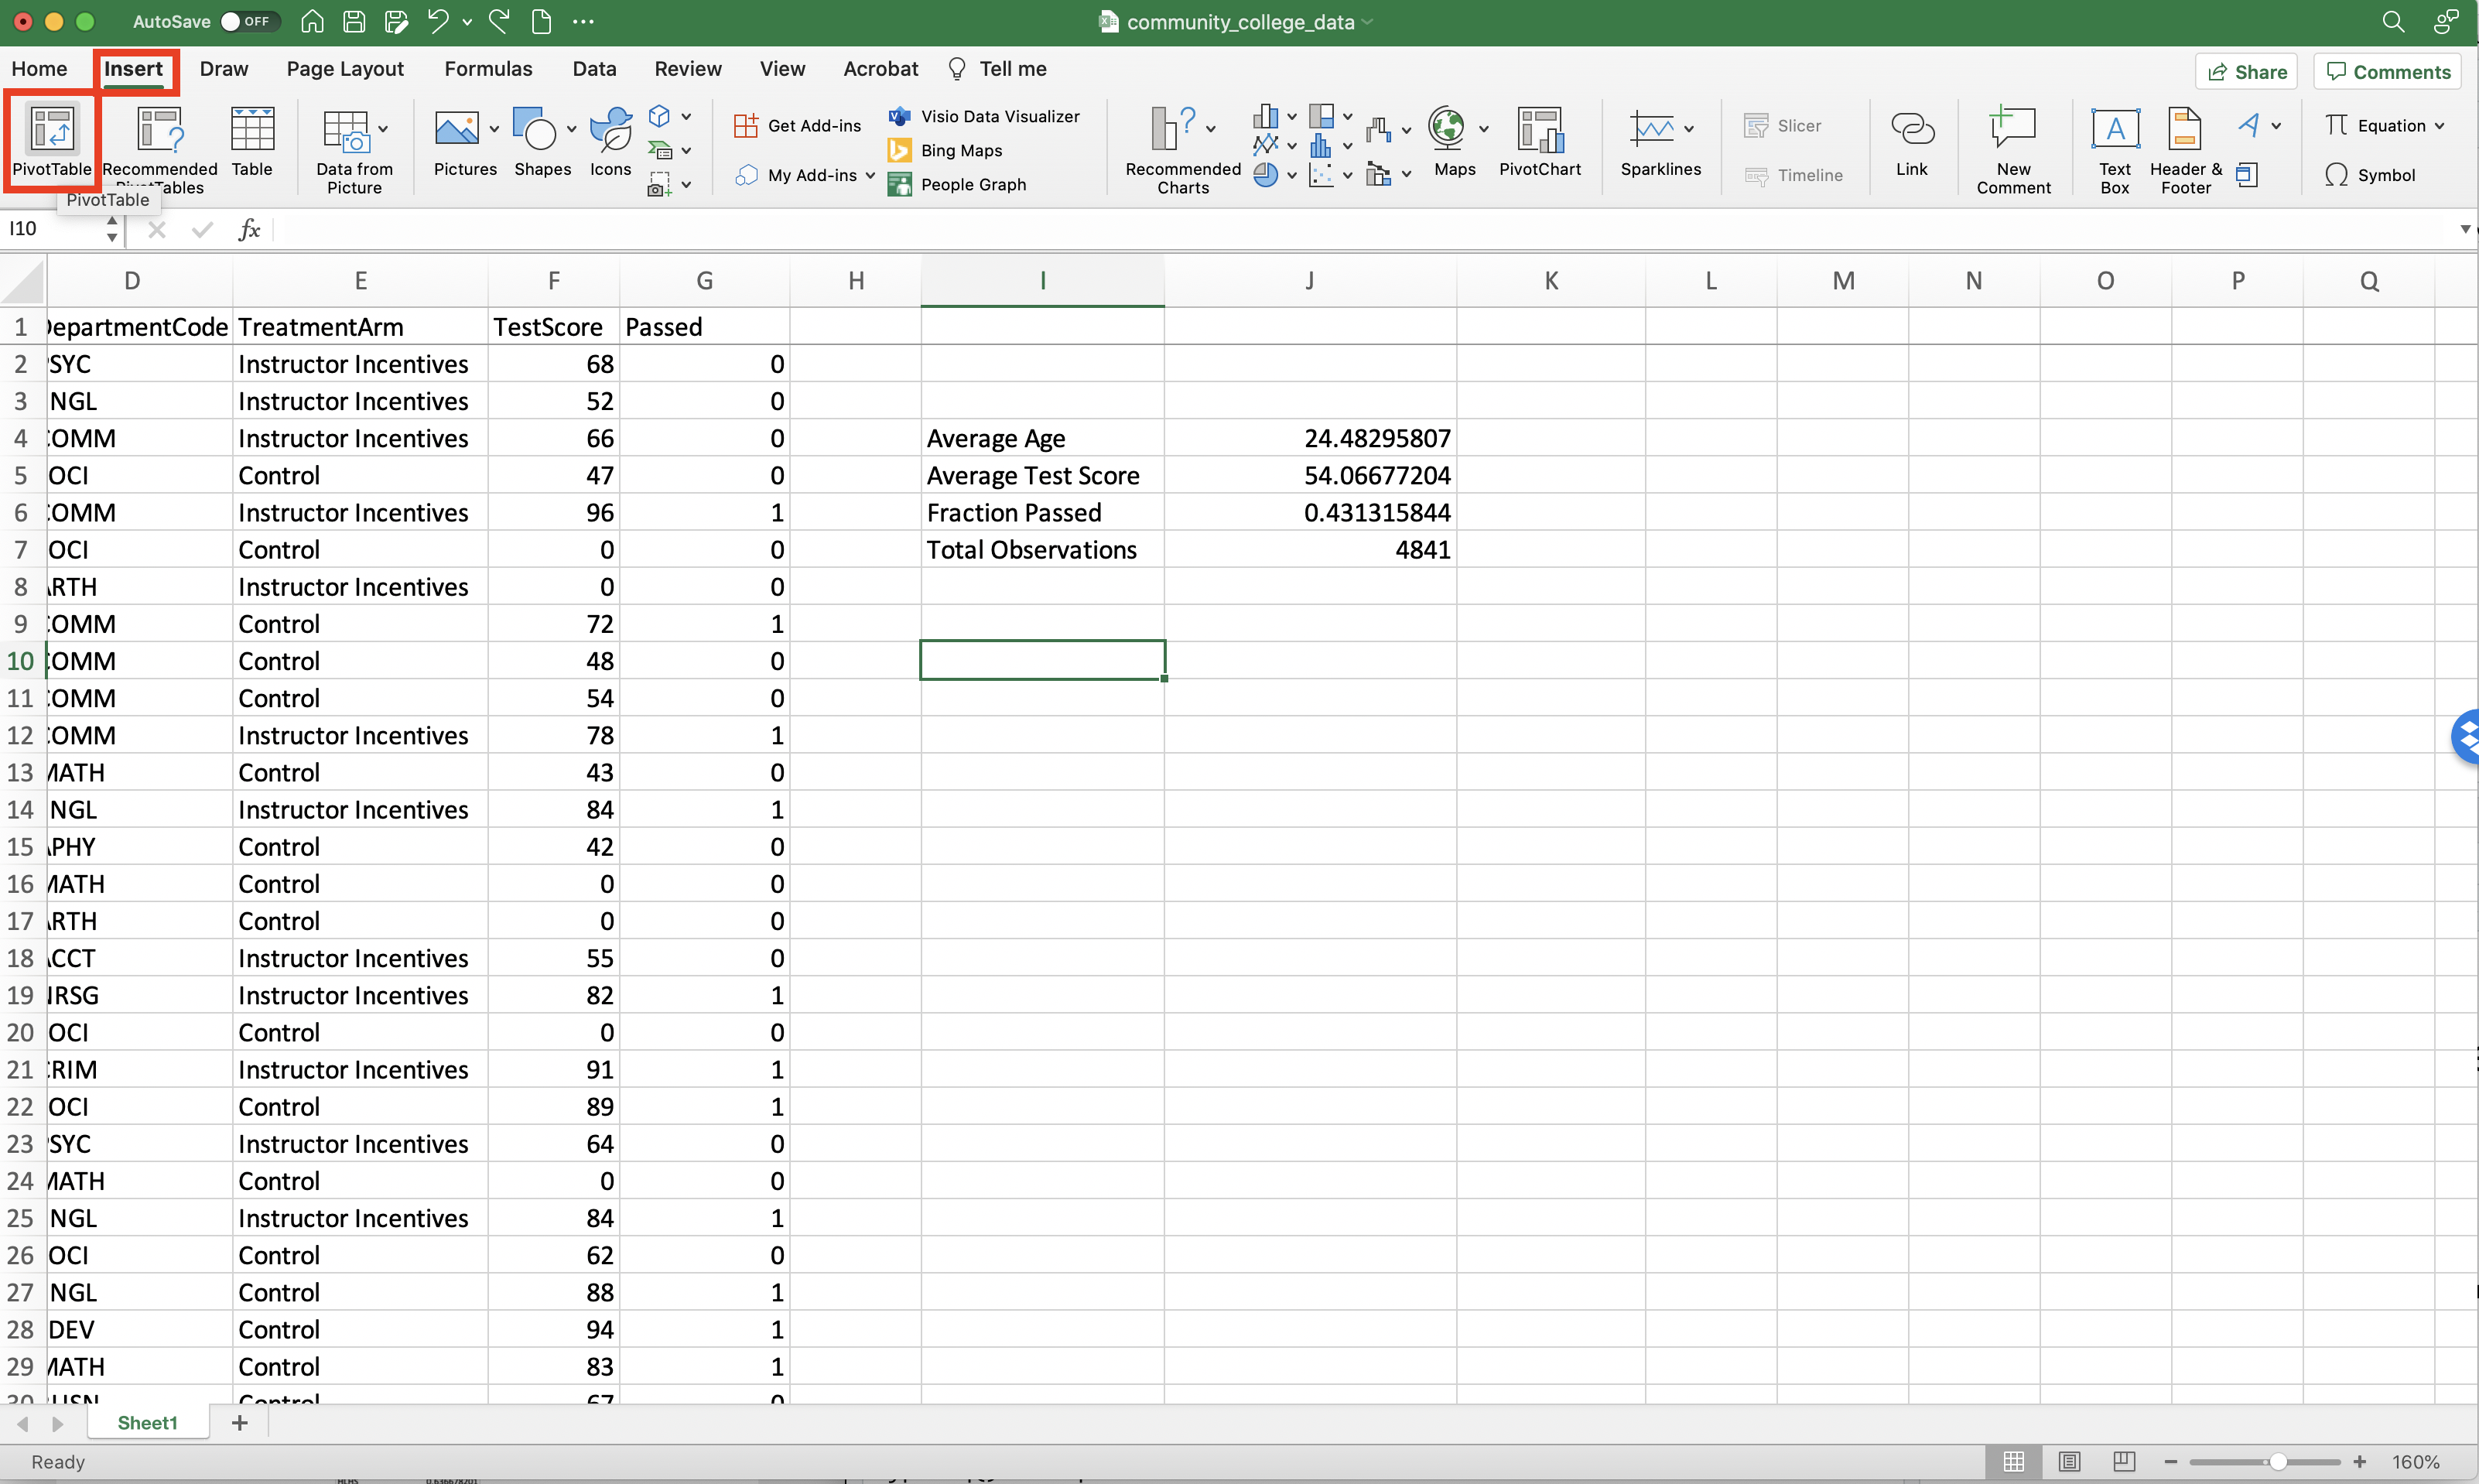 AutoSave OFF community_college_data
Home Insert Draw Page Layout Formulas Data Review View Acrobat Tell me Share Comments
PivotTable
Recommended
Table
Data from
Picture
Pictures Shapes Icons
Get Add-ins
My Add-ins
Visio Data Visualizer
Bing Maps
People Graph
Recommended
Charts
Maps PivotChart Sparklines
Slicer
Timeline
Link
New
Comment
Text
Box
Header &
Footer
Equation
Symbol
PivotTable
I10 fx
D E F G H I J K L M N O P Q
1 DepartmentCode TreatmentArm TestScore Passed
2 SYC Instructor Incentives 68 0
3 NGL Instructor Incentives 52 0
4 OMM Instructor Incentives 66 0 Average Age 24.48295807
5 OCI Control 47 0 Average Test Score 54.06677204
6 OMM Instructor Incentives 96 1 Fraction Passed 0.431315844
7 OCI Control 0 0 Total Observations 4841
8 RTH Instructor Incentives 0 0
9 OMM Control 72 1
10 OMM Control 48 0
11 OMM Control 54 0
12 OMM Instructor Incentives 78 1
13 MATH Control 43 0
14 NGL Instructor Incentives 84 1
15 PHY Control 42 0
16 MATH Control 0 0
17 RTH Control 0 0
18 CCT Instructor Incentives 55 0
19 RSG Instructor Incentives 82 1
20 OCI Control 0 0
21 RIM Instructor Incentives 91 1
22 OCI Control 89 1
23 SYC Instructor Incentives 64 0
24 MATH Control 0 0
25 NGL Instructor Incentives 84 1
26 OCI Control 62 0
27 NGL Control 88 1
28 DEV Control 94 1
29 MATH Control 83 1
30 Control 67 0
Sheet1
Ready 160%